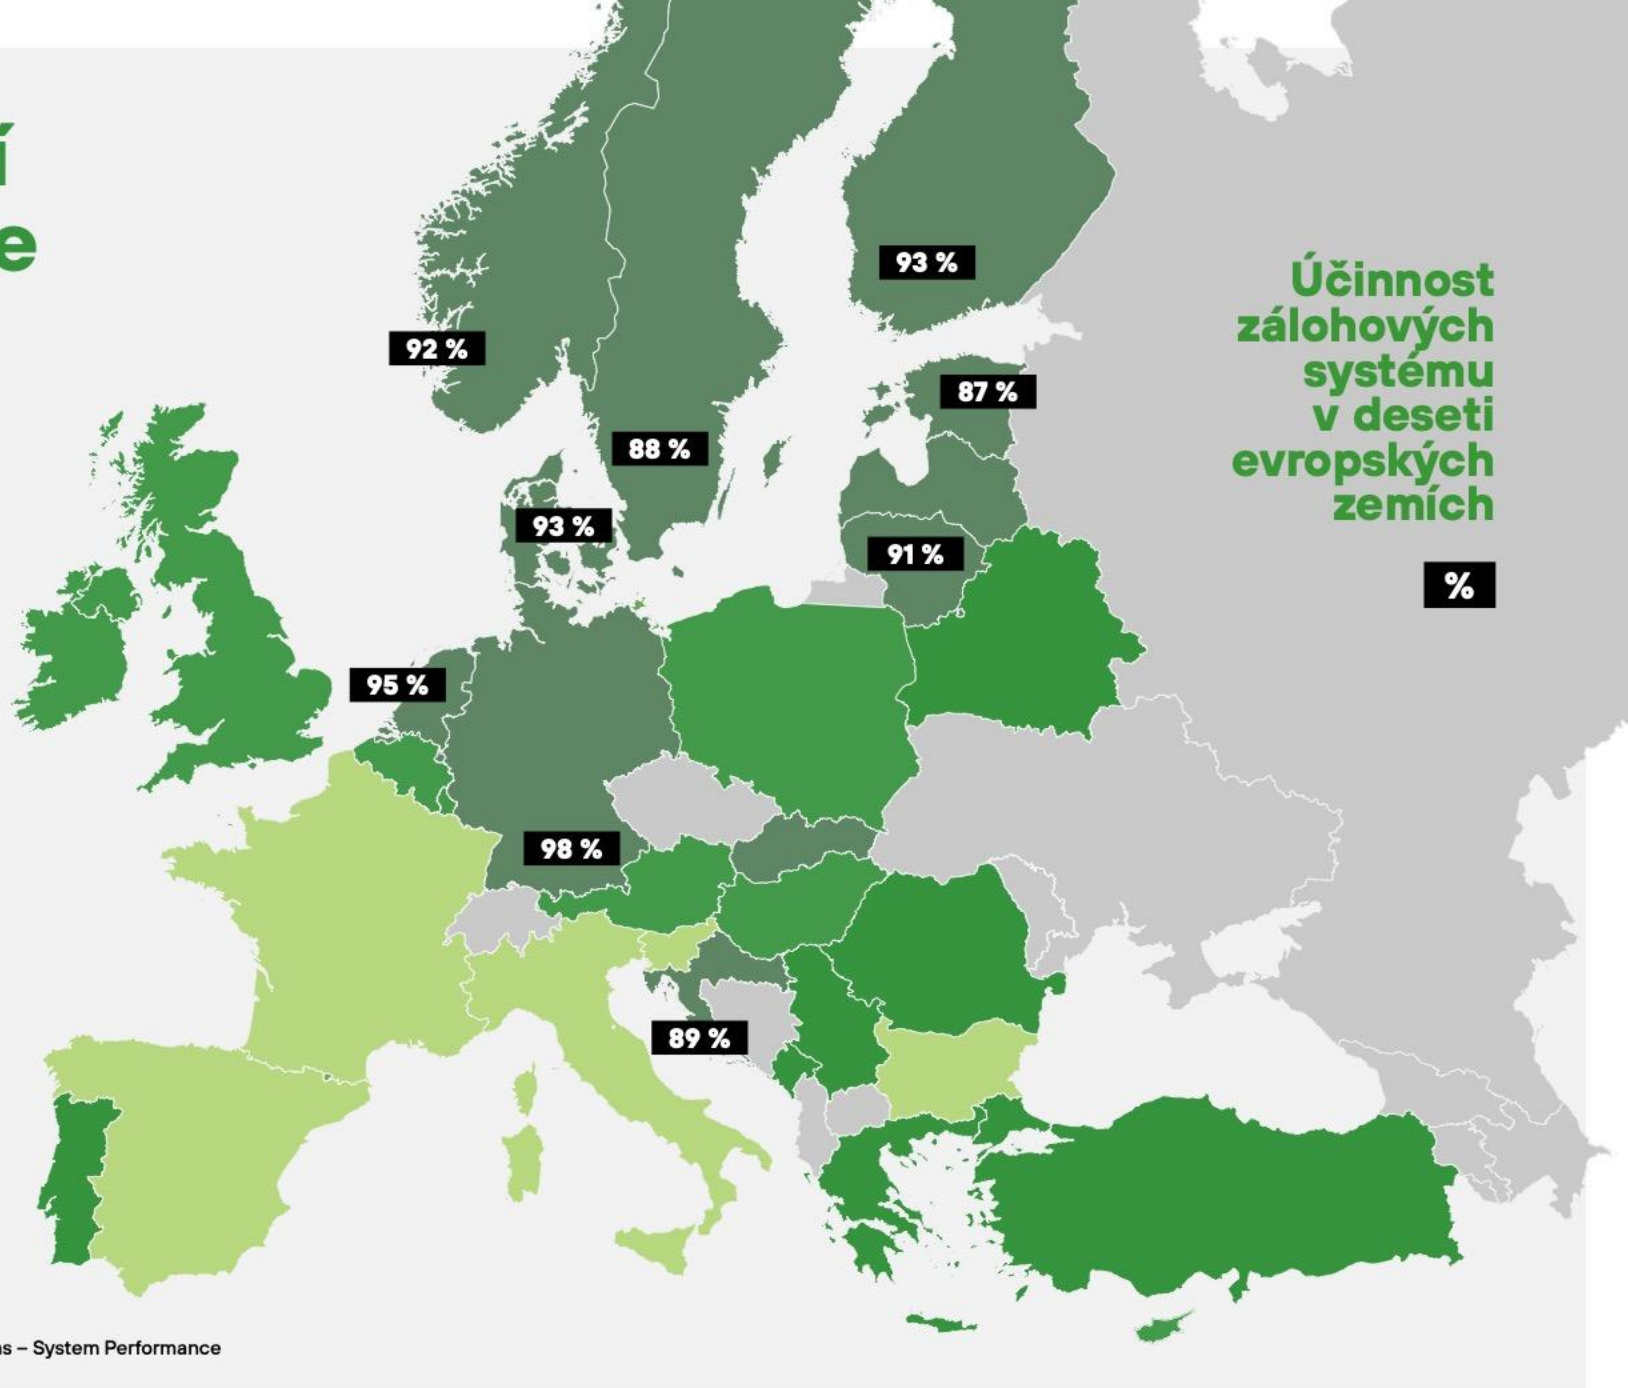 í
e
93 %
92 %
87 %
88 %
93 %
91 %
95 %
98 %
89 %
Účinnost
zálohových
systému
v deseti
evropských
zemích
%
s – System Performance